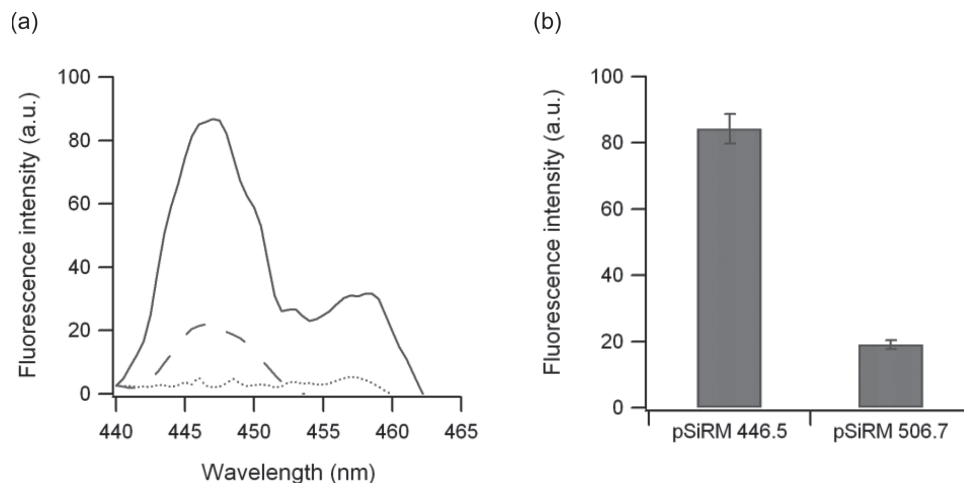 (a)
100
80
60
40
20
0
Fluorescence intensity (a.u.)
440 445 450 455 460 465
Wavelength (nm)
(b)
100
80
60
40
20
0
Fluorescence intensity (a.u.)
pSiRM 446.5 pSiRM 506.7